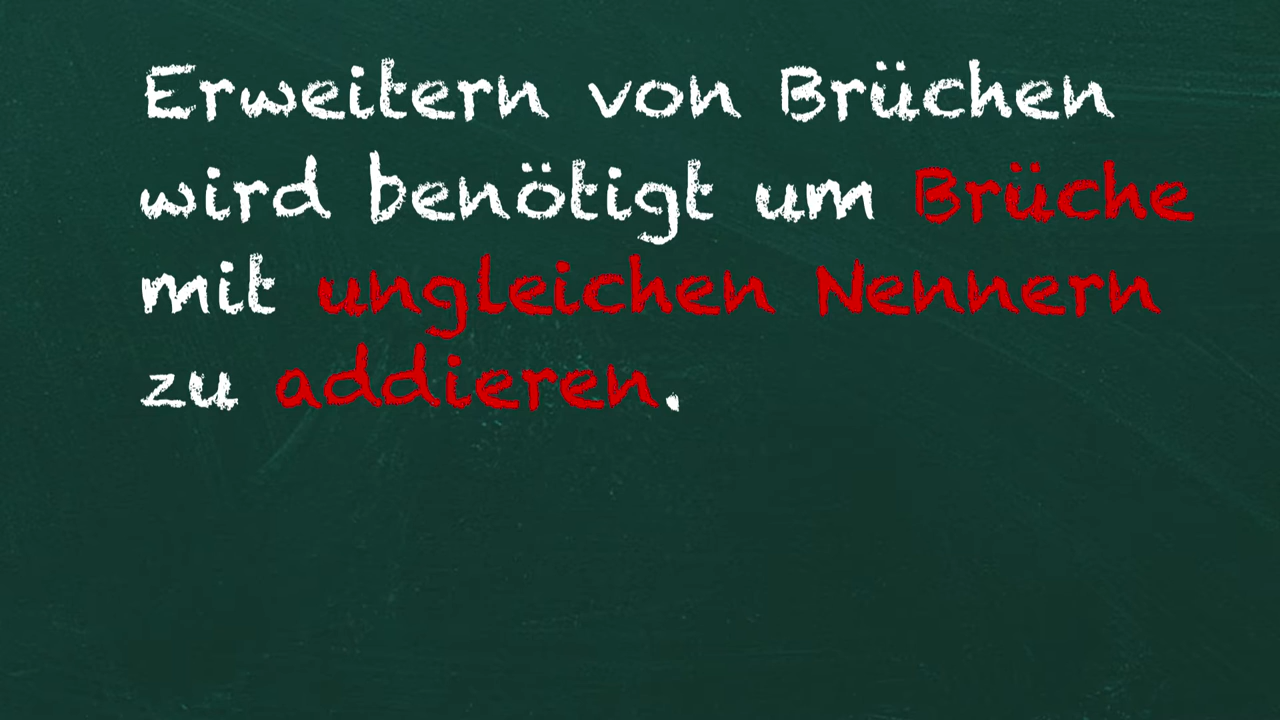 Erweitern von Brüchen
wird benötigt um Brüche
mit ungleichen Nennern
zu addieren.